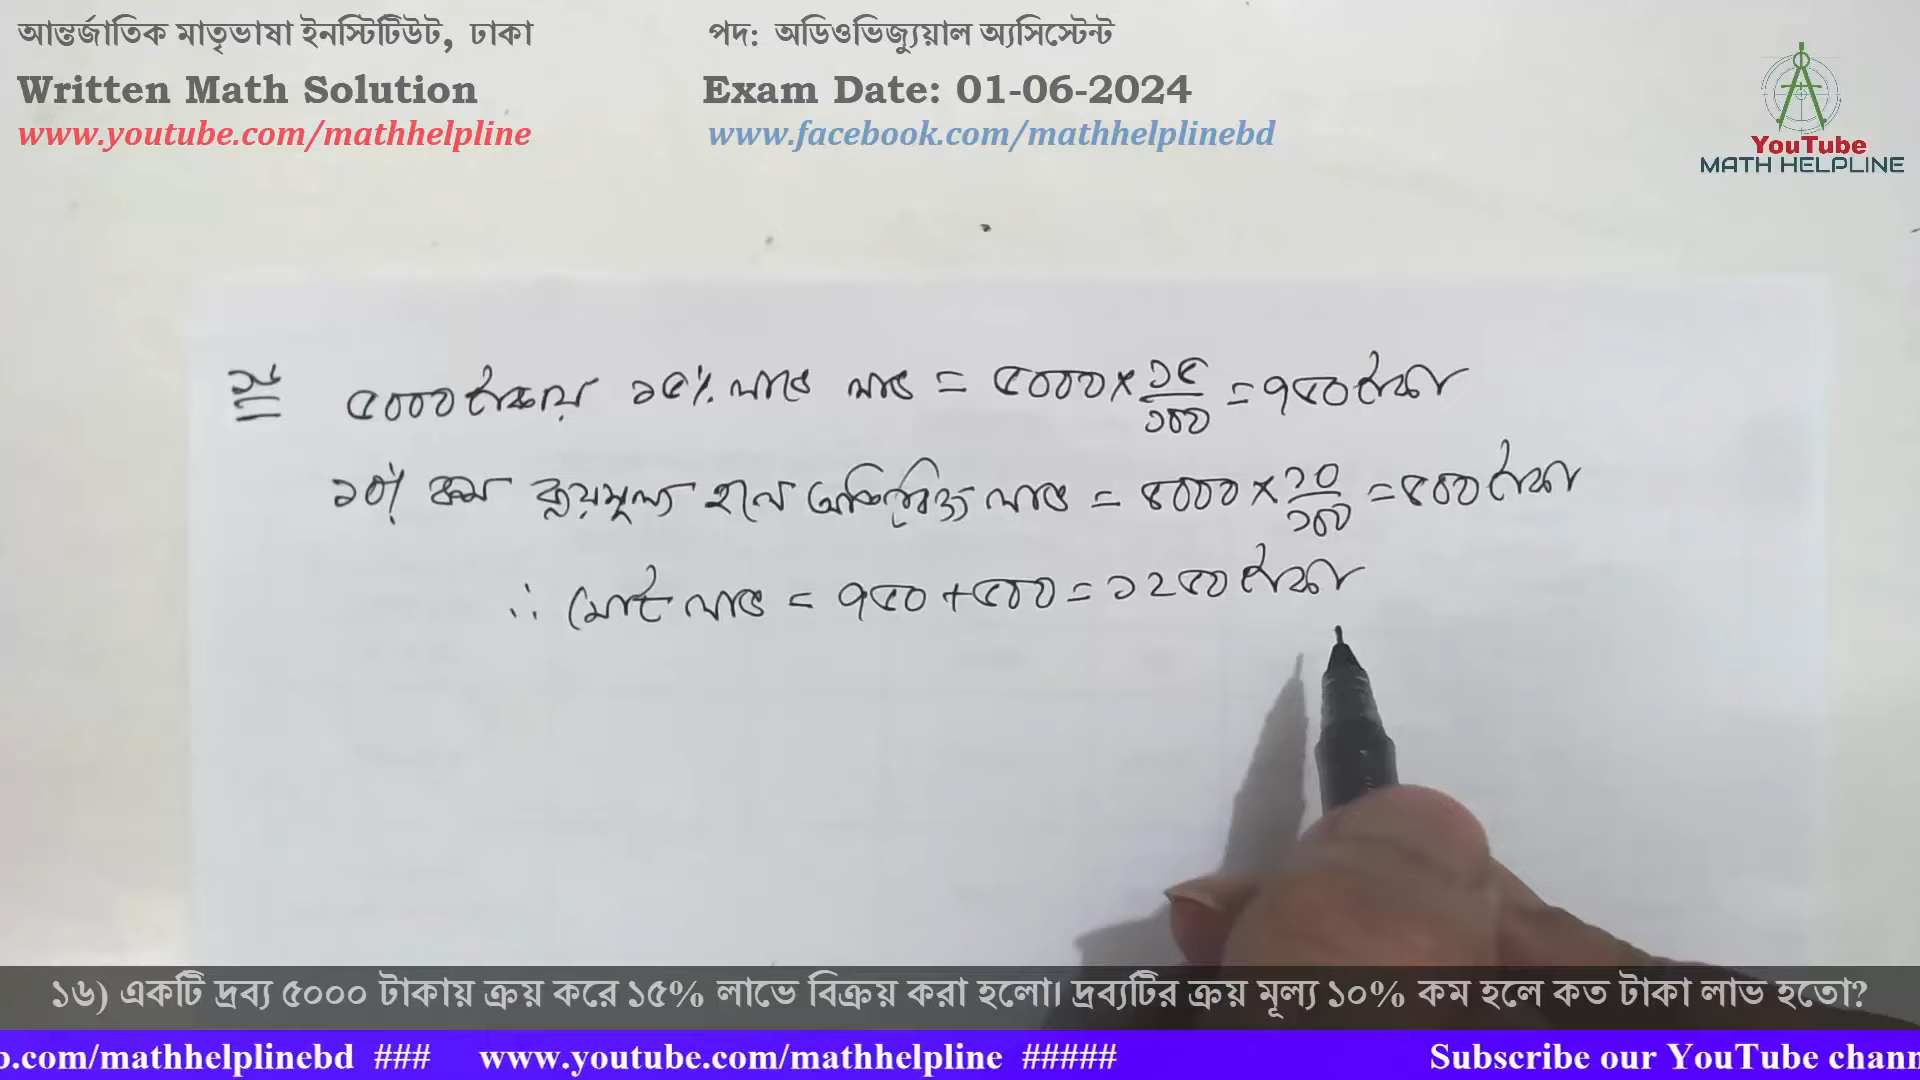 আন্তর্জাতিক মাতৃভাষা ইনস্টিটিউট, ঢাকা
পদ: অডিওভিজ্যুয়াল অ্যসিস্টেন্ট
Written Math Solution
Exam Date: 01-06-2024
www.youtube.com/mathhelpline
www.facebook.com/mathhelplinebd
YouTube
MATH HELPLINE
১৬ ৫০০০ টাকায় ১৫% লাভে লাভ = ৫০০০ × ১৫/১০০ = ৭৫০ টাকা
১০% কম ক্রয়মূল্য হলে অতিরিক্ত লাভ = ৫০০০ × ১০/১০০ = ৫০০ টাকা
∴ মোট লাভ = ৭৫০ + ৫০০ = ১২৫০ টাকা
১৬) একটি দ্রব্য ৫০০০ টাকায় ক্রয় করে ১৫% লাভে বিক্রয় করা হলো। দ্রব্যটির ক্রয় মূল্য ১০% কম হলে কত টাকা লাভ হতো?
.com/mathhelplinebd ### www.youtube.com/mathhelpline ##### Subscribe our YouTube chann